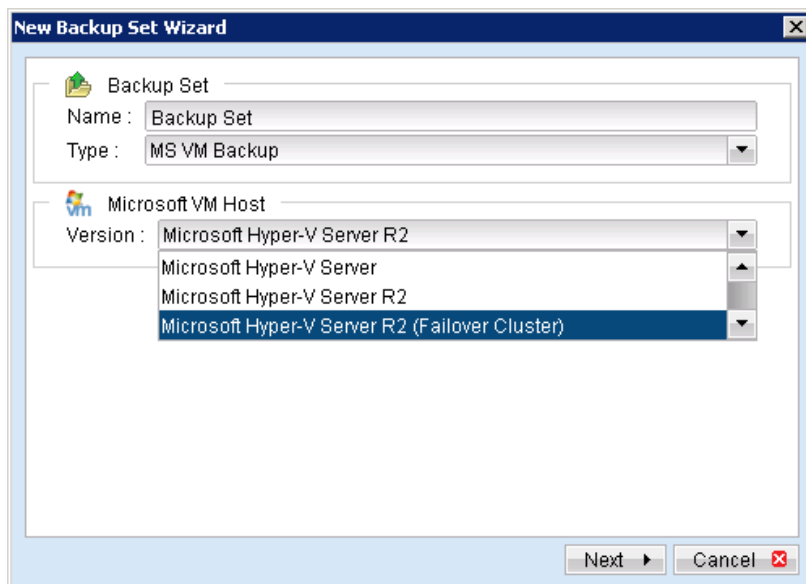 New Backup Set Wizard
Backup Set
Name : Backup Set
Type : MS VM Backup
vm Microsoft VM Host
Version : Microsoft Hyper-V Server R2
Microsoft Hyper-V Server
Microsoft Hyper-V Server R2
Microsoft Hyper-V Server R2 (Failover Cluster)
Next Cancel